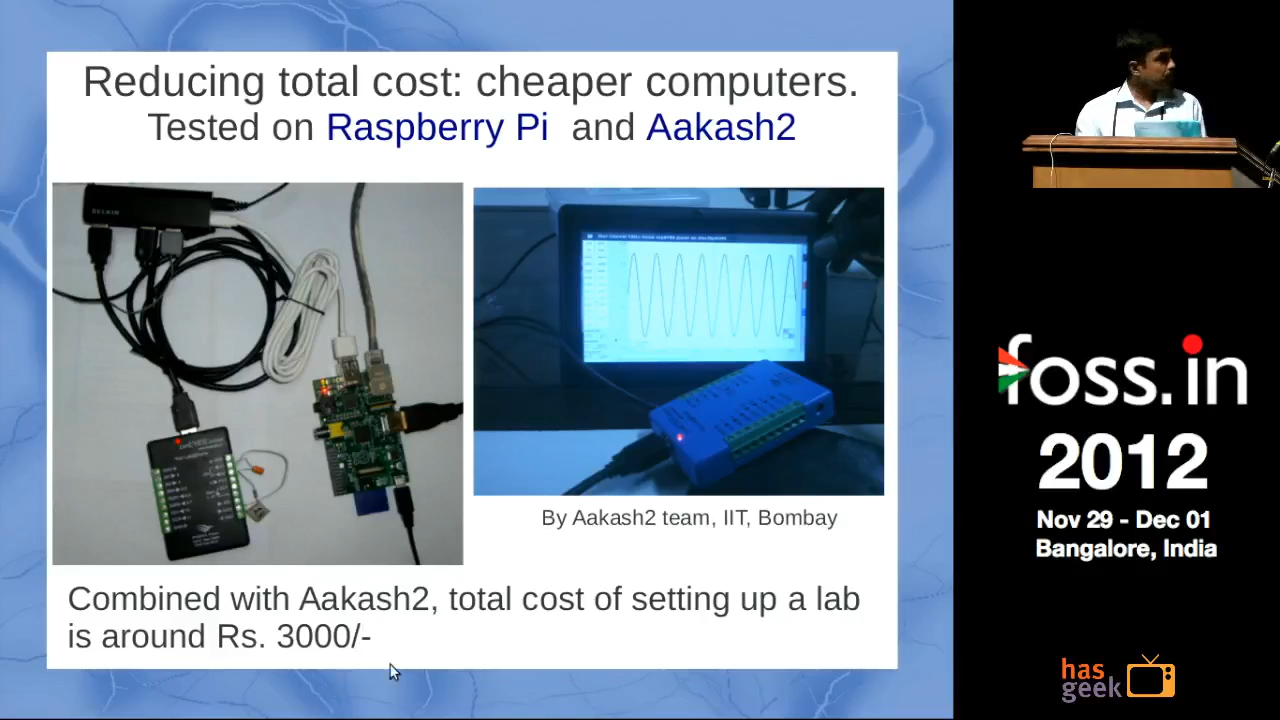 Reducing total cost: cheaper computers.
Tested on Raspberry Pi and Aakash2
BELKIN
By Aakash2 team, IIT, Bombay
Combined with Aakash2, total cost of setting up a lab
is around Rs. 3000/-
foss.in
2012
Nov 29 - Dec 01
Bangalore, India
has
geek